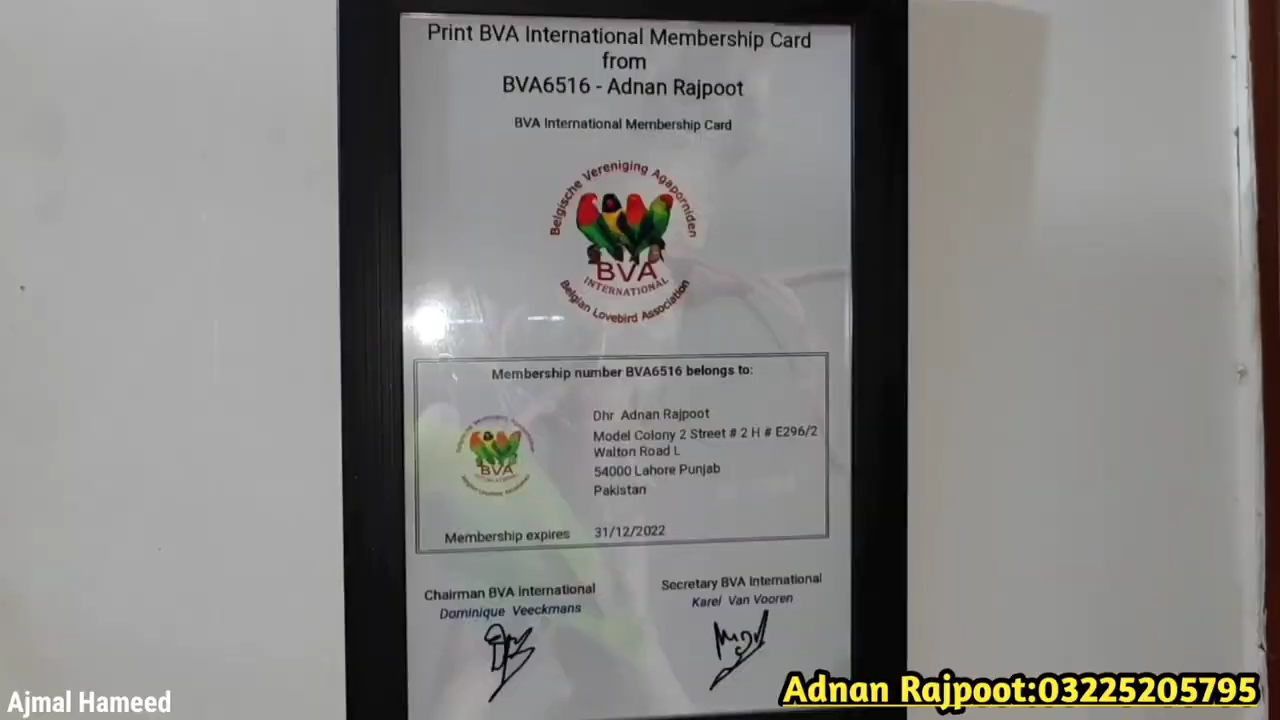 Print BVA International Membership Card
from
BVA6516 - Adnan Rajpoot
BVA International Membership Card
Belgische Vereniging Agaporniden
BVA
INTERNATIONAL
Belgian Lovebird Association
Membership number BVA6516 belongs to:
Dhr Adnan Rajpoot
Model Colony 2 Street # 2 H # E296/2
Walton Road L
54000 Lahore Punjab
Pakistan
BVA
Membership expires 31/12/2022
Chairman BVA International
Dominique Veeckmans
Secretary BVA International
Karel Van Vooren
Ajmal Hameed
Adnan Rajpoot:03225205795